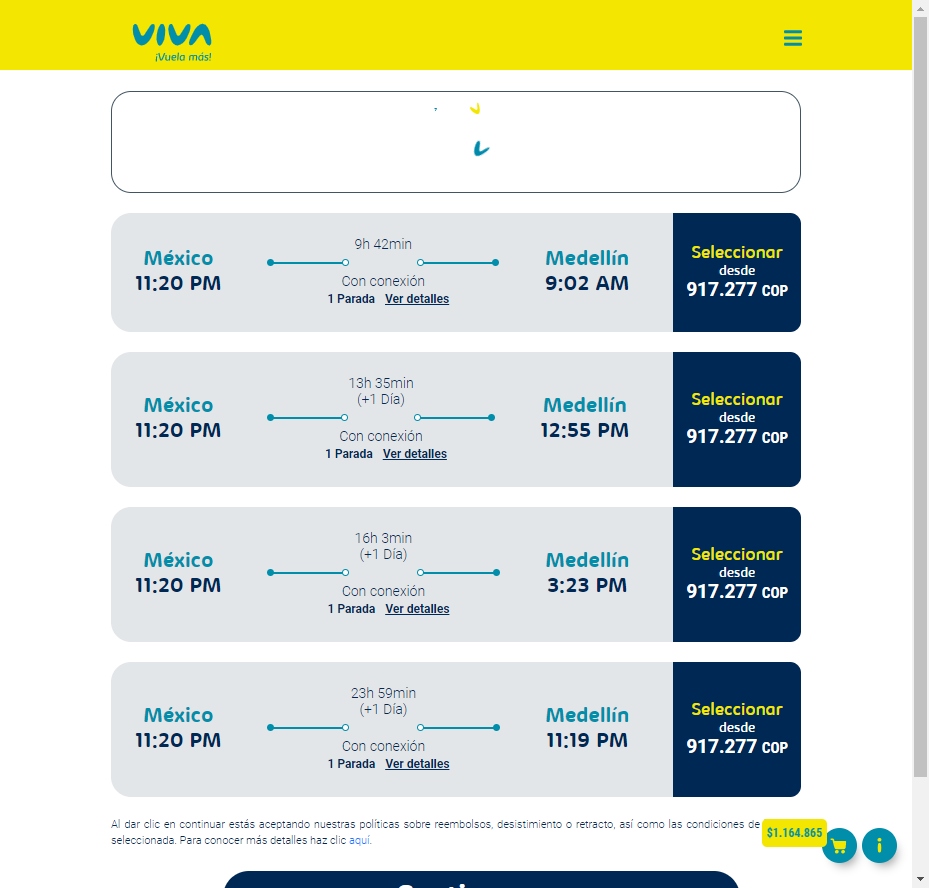 VIVA
¡Vuela más!
9h 42min
México
11:20 PM
Con conexión
1 Parada Ver detalles
Medellín
9:02 AM
Seleccionar
desde
917.277 COP
13h 35min
(+1 Día)
México
11:20 PM
Con conexión
1 Parada Ver detalles
Medellín
12:55 PM
Seleccionar
desde
917.277 COP
16h 3min
(+1 Día)
México
11:20 PM
Con conexión
1 Parada Ver detalles
Medellín
3:23 PM
Seleccionar
desde
917.277 COP
23h 59min
(+1 Día)
México
11:20 PM
Con conexión
1 Parada Ver detalles
Medellín
11:19 PM
Seleccionar
desde
917.277 COP
Al dar clic en continuar estás aceptando nuestras políticas sobre reembolsos, desistimiento o retracto, así como las condiciones de
seleccionada. Para conocer más detalles haz clic aquí.
$1.164.865